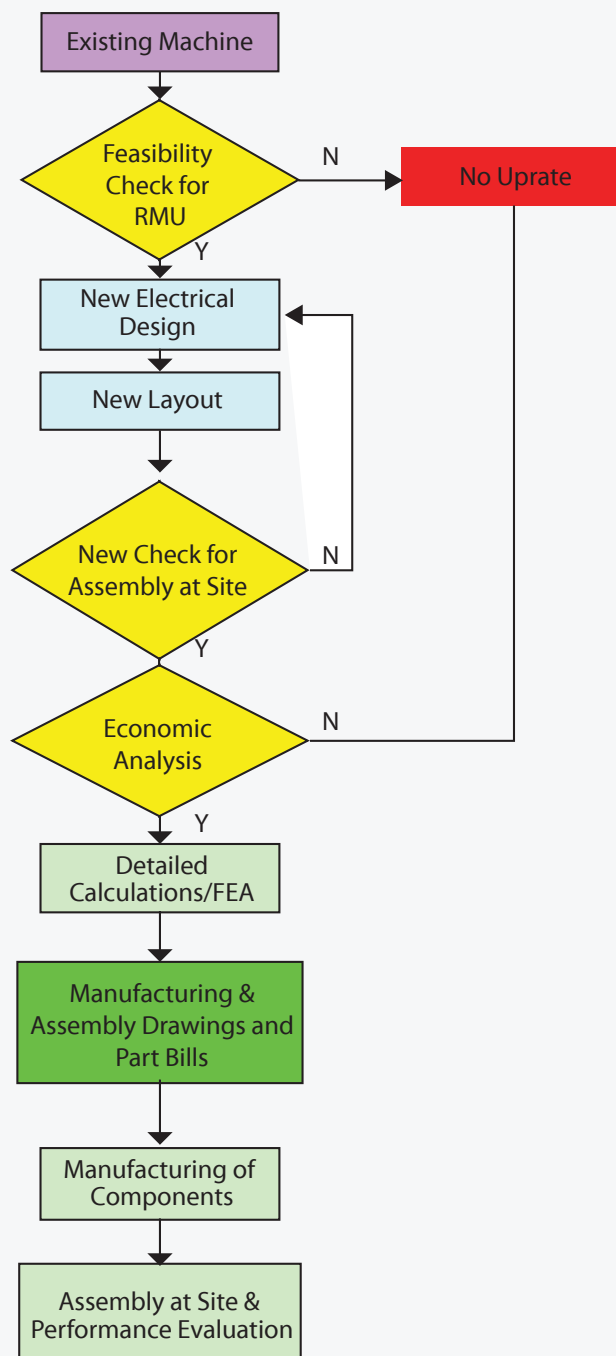 Existing Machine
Feasibility
Check for
RMU
N
No Uprate
Y
New Electrical
Design
New Layout
New Check for
Assembly at Site
N
Y
Economic
Analysis
N
Y
Detailed
Calculations/FEA
Manufacturing &
Assembly Drawings and
Part Bills
Manufacturing of
Components
Assembly at Site &
Performance Evaluation